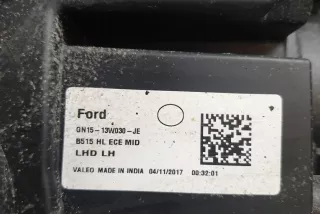 Ford
GN15-13W030-JE
B515 HL ECE MID
LHD LH
VALEO MADE IN INDIA 04/11/2017 00:32:01